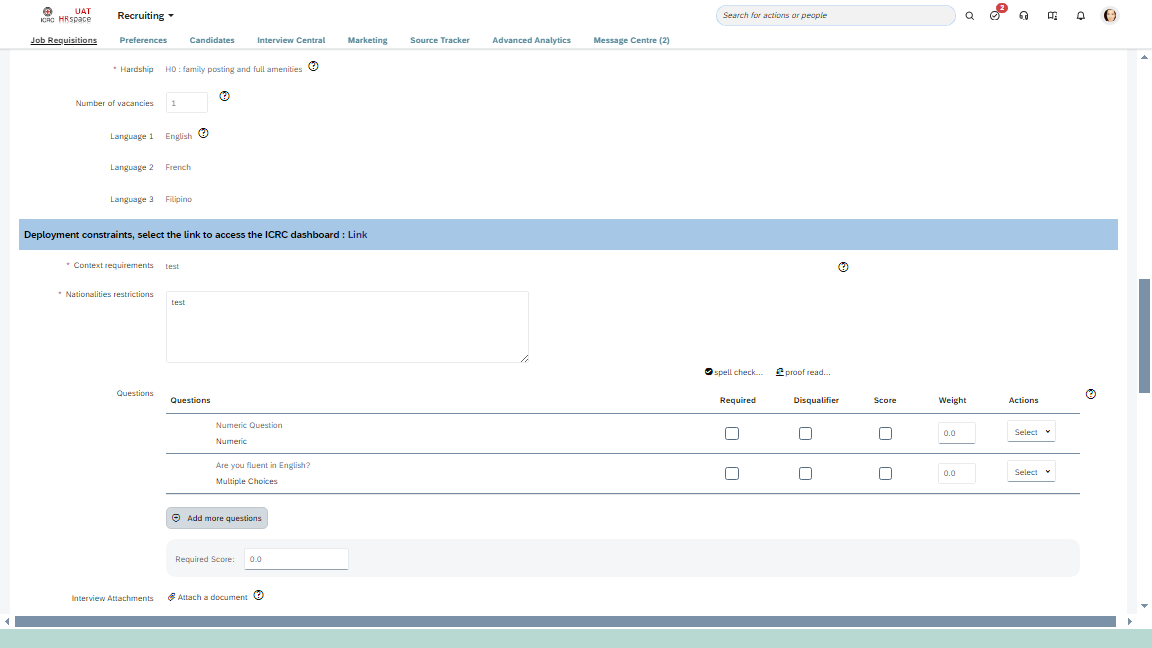 UAT
ICRC HRspace
Recruiting
Search for actions or people
2
Job Requisitions Preferences Candidates Interview Central Marketing Source Tracker Advanced Analytics Message Centre (2)
* Hardship H0 : family posting and full amenities ?
Number of vacancies 1 ?
Language 1 English ?
Language 2 French
Language 3 Filipino
Deployment constraints, select the link to access the ICRC dashboard : Link
* Context requirements test ?
* Nationalities restrictions test
spell check... proof read...
Questions Questions Required Disqualifier Score Weight Actions ?
Numeric Question
Numeric 0.0 Select
Are you fluent in English?
Multiple Choices 0.0 Select
Add more questions
Required Score: 0.0
Interview Attachments Attach a document ?